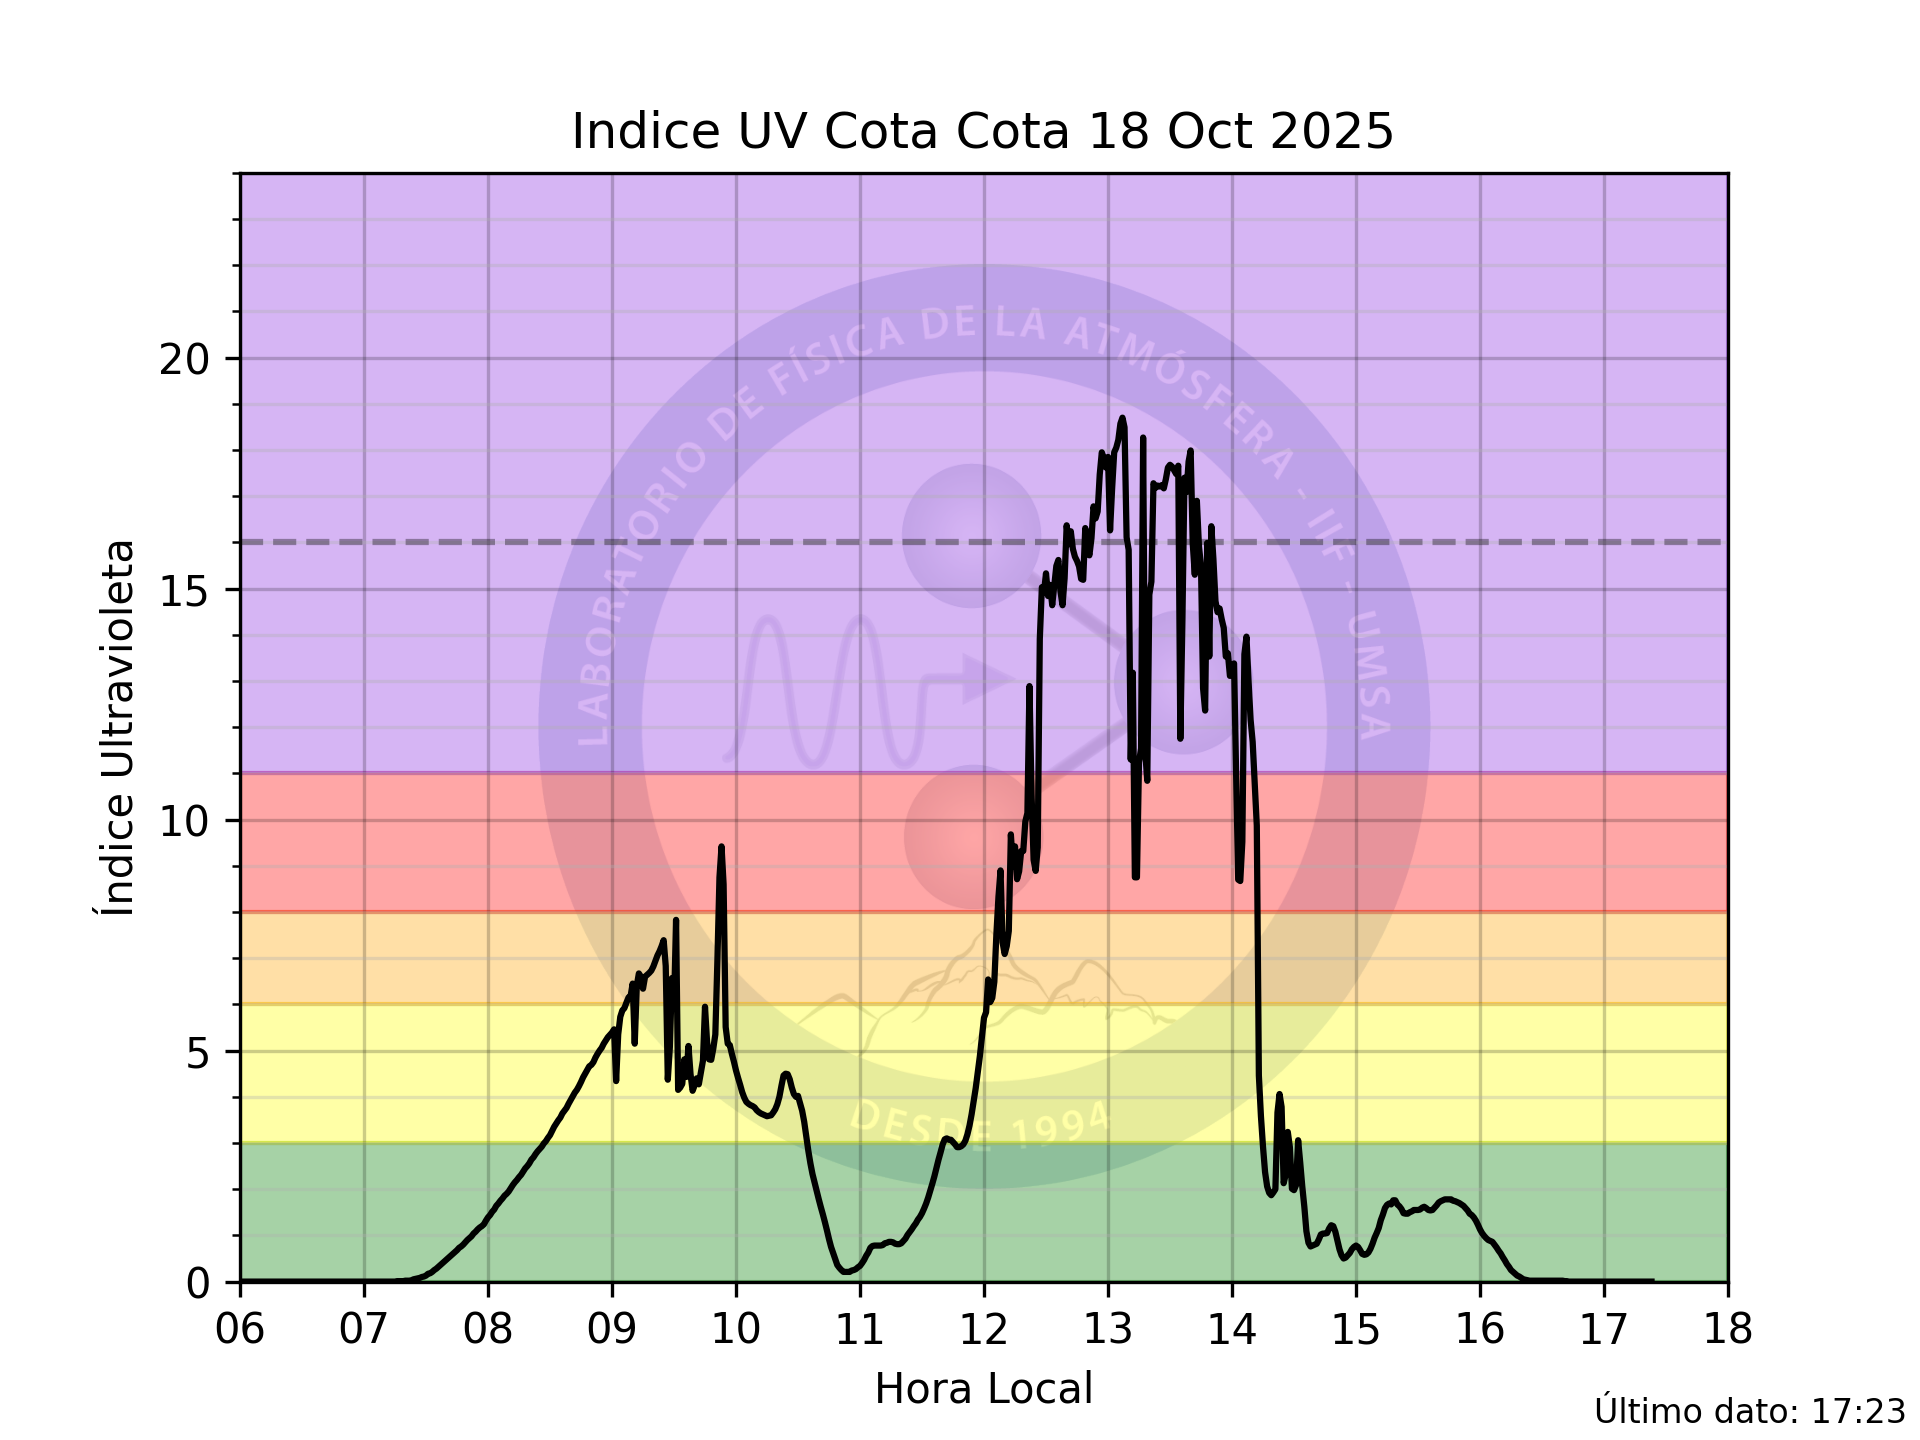 Indice UV Cota Cota 18 Oct 2025
LABORATORIO DE FÍSICA DE LA ATMÓSFERA - IIF - UMSA
DESDE 1994
Índice Ultravioleta
20
15
10
5
0
06 07 08 09 10 11 12 13 14 15 16 17 18
Hora Local
Último dato: 17:23